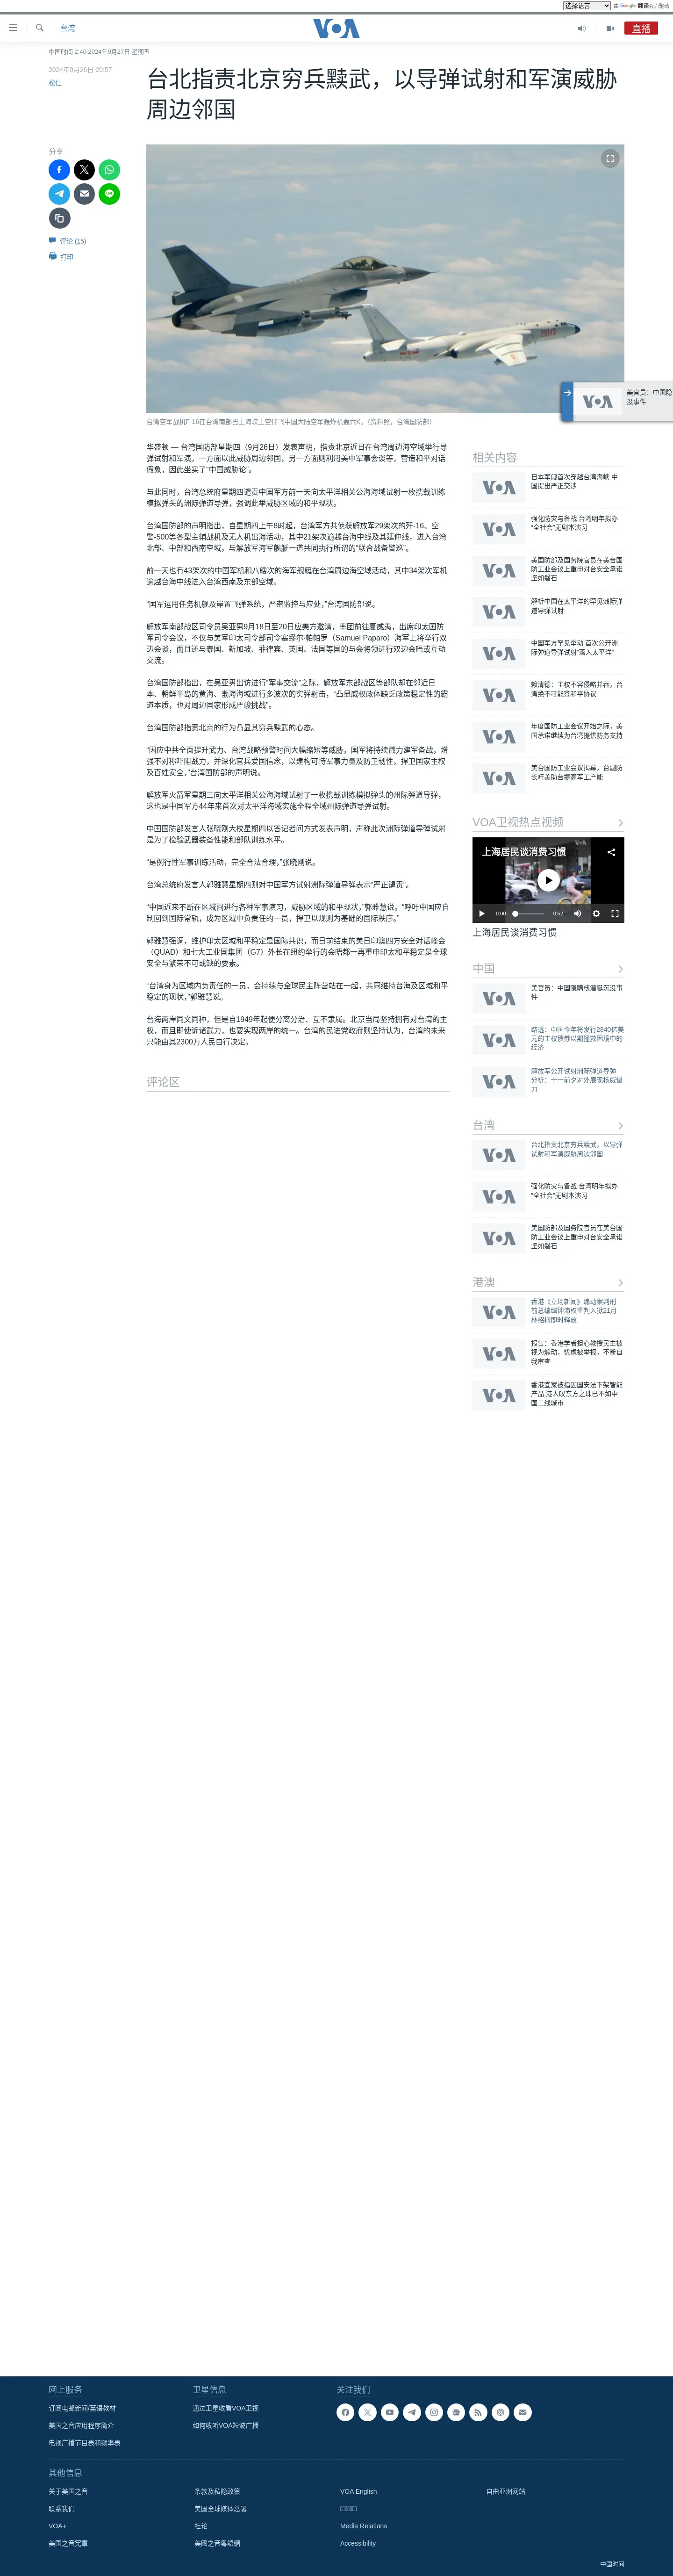 选择语言 由 Google 翻译强力驱动
台湾
VOA
直播
中国时间 2:40 2024年9月27日 星期五
2024年9月26日 20:57
松仁
台北指责北京穷兵黩武，以导弹试射和军演威胁
周边邻国
分享
评论 (15)
打印
台湾空军战机F-16在台湾南部巴士海峡上空伴飞中国大陆空军轰炸机轰六K。（资料照，台湾国防部）
美官员：中国隐
没事件
华盛顿 — 台湾国防部星期四（9月26日）发表声明，指责北京近日在台湾周边海空域举行导
弹试射和军演，一方面以此威胁周边邻国，另一方面则利用美中军事会谈等，营造和平对话
假象，因此坐实了“中国威胁论”。
与此同时，台湾总统府星期四谴责中国军方前一天向太平洋相关公海海域试射一枚携载训练
模拟弹头的洲际弹道导弹，强调此举威胁区域的和平现状。
台湾国防部的声明指出，自星期四上午8时起，台湾军方共侦获解放军29架次的歼-16、空
警-500等各型主辅战机及无人机出海活动，其中21架次逾越台海中线及其延伸线，进入台湾
北部、中部和西南空域，与解放军海军舰艇一道共同执行所谓的“联合战备警巡”。
前一天也有43架次的中国军机和八艘次的海军舰艇在台湾周边海空域活动，其中34架次军机
逾越台海中线进入台湾西南及东部空域。
“国军运用任务机舰及岸置飞弹系统，严密监控与应处，”台湾国防部说。
解放军南部战区司令员吴亚男9月18日至20日应美方邀请，率团前往夏威夷，出席印太国防
军司令会议，不仅与美军印太司令部司令塞缪尔·帕帕罗（Samuel Paparo）海军上将举行双
边会谈，而且还与泰国、新加坡、菲律宾、英国、法国等国的与会将领进行双边会晤或互动
交流。
台湾国防部指出，在吴亚男出访进行“军事交流”之际，解放军东部战区等部队却在邻近日
本、朝鲜半岛的黄海、渤海海域进行多波次的实弹射击，“凸显威权政体缺乏政策稳定性的霸
道本质，也对周边国家形成严峻挑战”。
台湾国防部指责北京的行为凸显其穷兵黩武的心态。
“因应中共全面提升武力、台湾战略预警时间大幅缩短等威胁，国军将持续戮力建军备战，增
强不对称吓阻战力，并深化官兵爱国信念，以建构可恃军事力量及防卫韧性，捍卫国家主权
及百姓安全，”台湾国防部的声明说。
解放军火箭军星期三向太平洋相关公海海域试射了一枚携载训练模拟弹头的州际弹道导弹，
这也是中国军方44年来首次对太平洋海域实施全程全域州际弹道导弹试射。
中国国防部发言人张晓刚大校星期四以答记者问方式发表声明，声称此次洲际弹道导弹试射
是为了检验武器装备性能和部队训练水平。
“是例行性军事训练活动，完全合法合理，”张晓刚说。
台湾总统府发言人郭雅慧星期四则对中国军方试射洲际弹道导弹表示“严正谴责”。
“中国近来不断在区域间进行各种军事演习，威胁区域的和平现状，”郭雅慧说。“呼吁中国应自
制回到国际常轨，成为区域中负责任的一员，捍卫以规则为基础的国际秩序。”
郭雅慧强调，维护印太区域和平稳定是国际共识，而日前结束的美日印澳四方安全对话峰会
（QUAD）和七大工业国集团（G7）外长在纽约举行的会晤都一再重申印太和平稳定是全球
安全与繁荣不可或缺的要素。
“台湾身为区域内负责任的一员，会持续与全球民主阵营站在一起，共同维持台海及区域和平
稳定的现状，”郭雅慧说。
台海两岸同文同种，但是自1949年起便分离分治、互不隶属。北京当局坚持拥有对台湾的主
权，而且即使诉诸武力，也要实现两岸的统一。台湾的民进党政府则坚持认为，台湾的未来
只能由其2300万人民自行决定。
评论区
相关内容
日本军舰首次穿越台湾海峡 中
国提出严正交涉
强化防灾与备战 台湾明年拟办
“全社会”无剧本演习
美国防部及国务院官员在美台国
防工业会议上重申对台安全承诺
坚如磐石
解析中国在太平洋的罕见洲际弹
道导弹试射
中国军方罕见举动 首次公开洲
际弹道导弹试射“落入太平洋”
赖清德：主权不容侵略并吞，台
湾绝不可能签和平协议
年度国防工业会议开始之际，美
国承诺继续为台湾提供防务支持
美台国防工业会议揭幕，台副防
长吁美助台提高军工产能
VOA卫视热点视频
上海居民谈消费习惯
0:00 0:52
上海居民谈消费习惯
中国
美官员：中国隐瞒核潜艇沉没事
件
路透：中国今年将发行2840亿美
元的主权债券以期拯救困境中的
经济
解放军公开试射洲际弹道导弹
分析：十一前夕对外展现核威慑
力
台湾
台北指责北京穷兵黩武，以导弹
试射和军演威胁周边邻国
强化防灾与备战 台湾明年拟办
“全社会”无剧本演习
美国防部及国务院官员在美台国
防工业会议上重申对台安全承诺
坚如磐石
港澳
香港《立场新闻》煽动案判刑
前总编缉钟沛权重判入狱21月
林绍桐即时释放
报告：香港学者担心教授民主被
视为煽动，忧虑被举报，不断自
我审查
香港宜家被指因国安法下架智能
产品 港人叹东方之珠已不如中
国二线城市
网上服务
订阅电邮新闻/英语教材
美国之音应用程序简介
电视广播节目表和频率表
卫星信息
通过卫星收看VOA卫视
如何收听VOA短波广播
关注我们
其他信息
关于美国之音
联系我们
VOA+
美国之音宪章
条款及私隐政策
美国全球媒体总署
社论
美國之音粵語網
VOA English
Media Relations
Accessibility
自由亚洲网站
中国时间